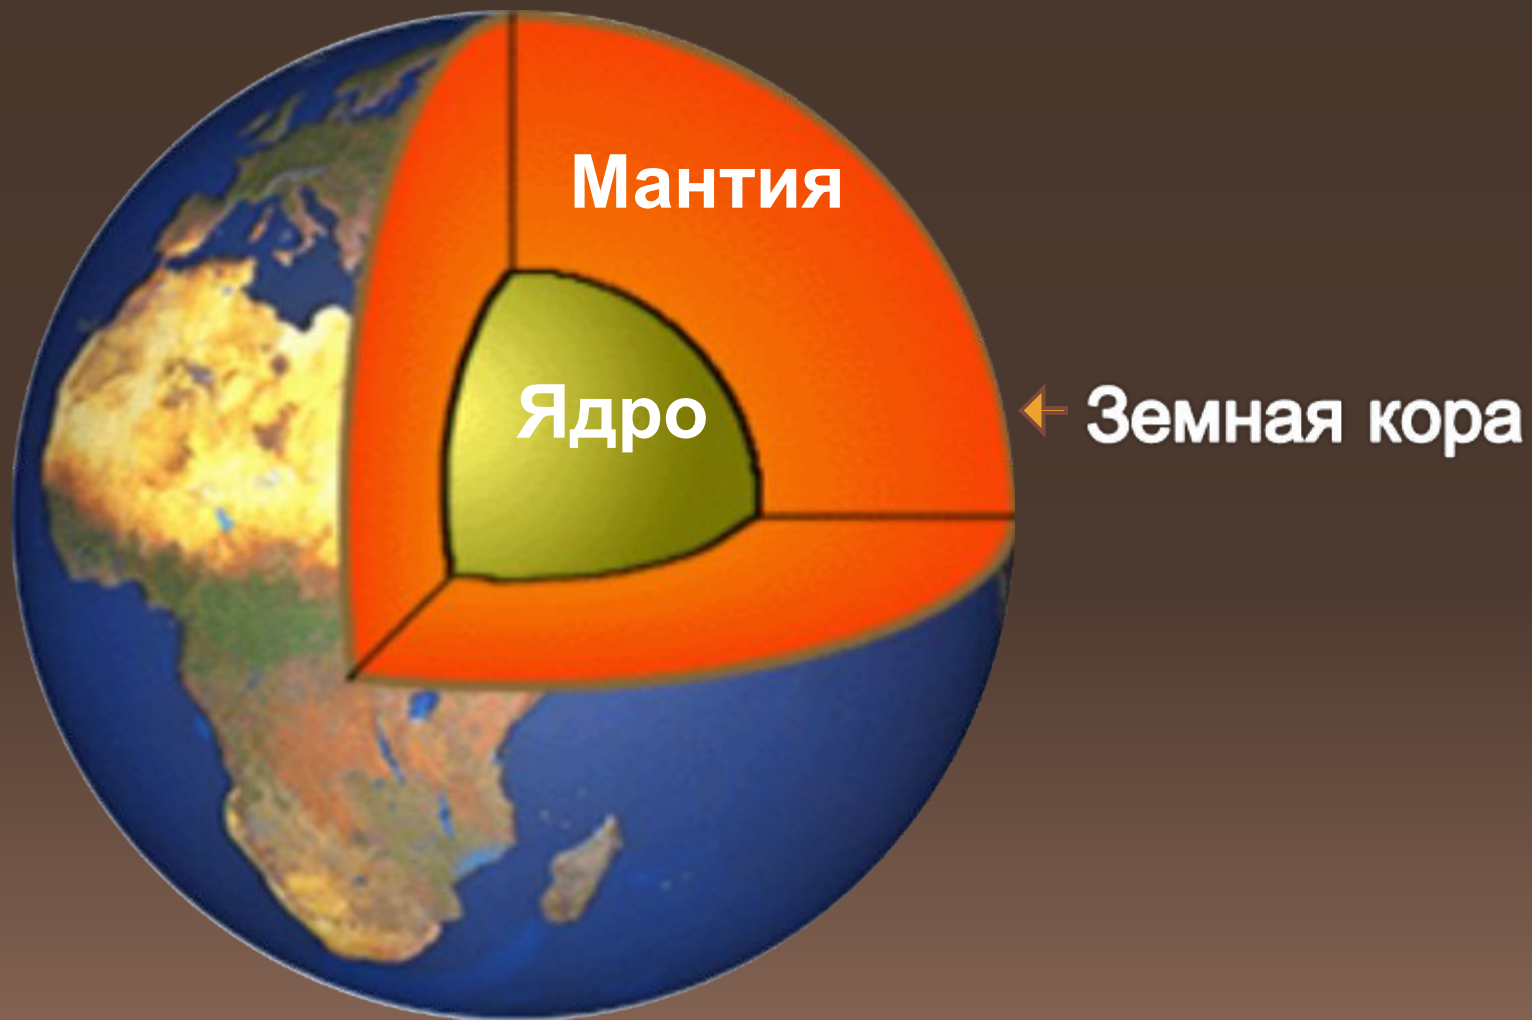 Мантия
Ядро
Земная кора